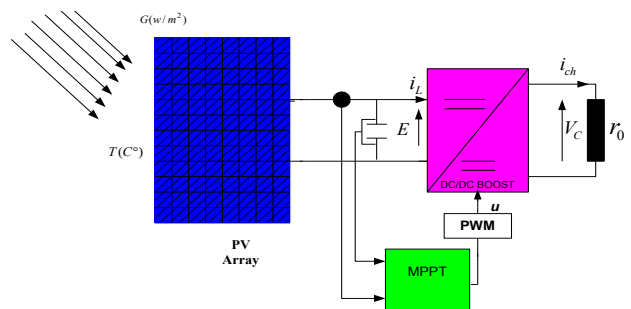 G(w/m²)
i_L
i_ch
T(C°)
E
V_C
r_0
DC/DC BOOST
u
PWM
PV
Array
MPPT